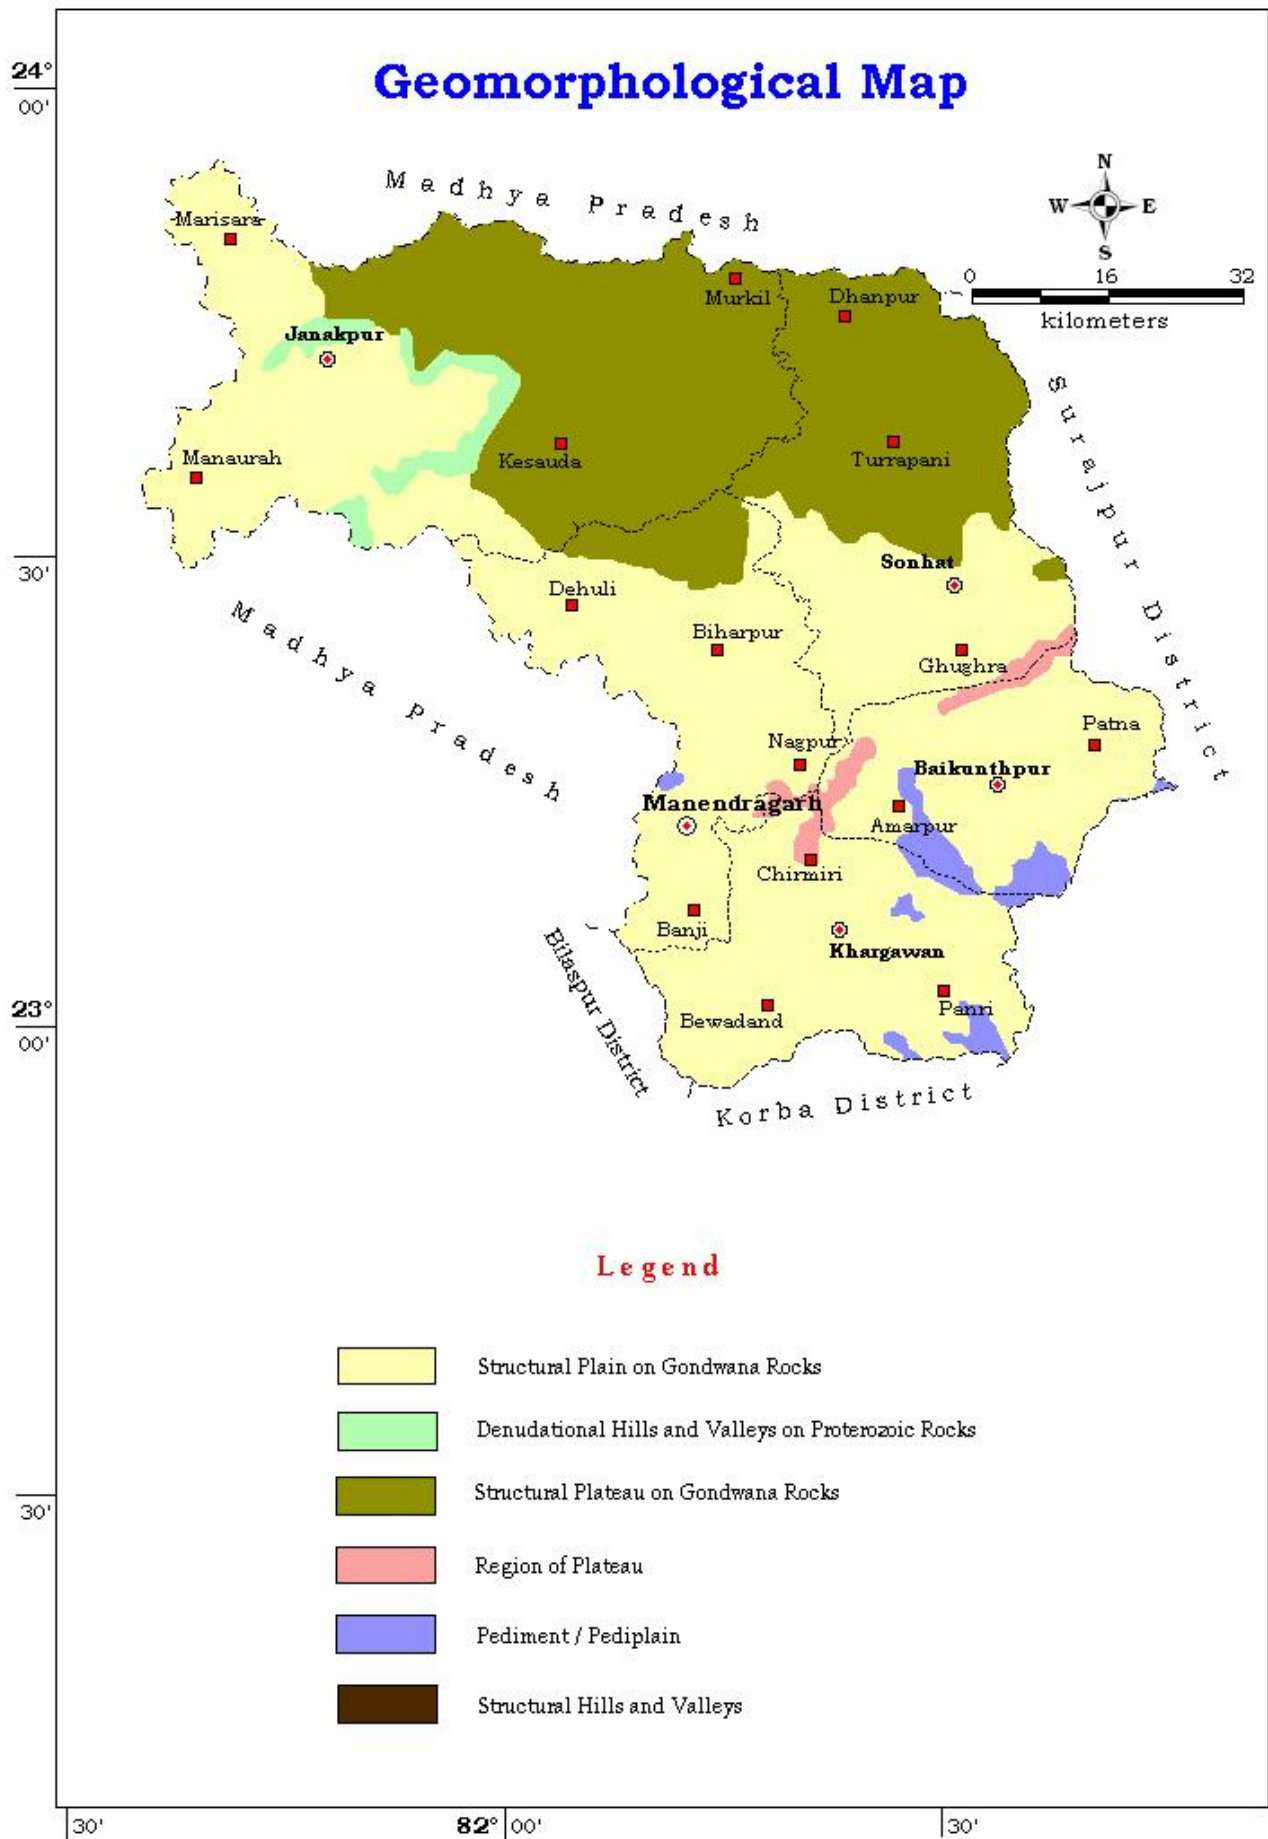 Geomorphological Map
24°
00'
Madhya Pradesh
N
W E
S
0 16 32
kilometers
Marisara
Murkil
Dhanpur
Janakpur
Surajpur District
Manaurah
Kesauda
Turrapani
30'
Sonhat
Dehuli
Madhya Pradesh
Biharpur
Ghughra
Patna
Nagpur
Baikunthpur
Manendragarh
Amarpur
Chirmiri
Banji
Khargawan
Bilaspur District
23°
00'
Bewadand
Panri
Korba District
Legend
Structural Plain on Gondwana Rocks
Denudational Hills and Valleys on Proterozoic Rocks
Structural Plateau on Gondwana Rocks
30'
Region of Plateau
Pediment / Pediplain
Structural Hills and Valleys
30' 82° 00' 30'